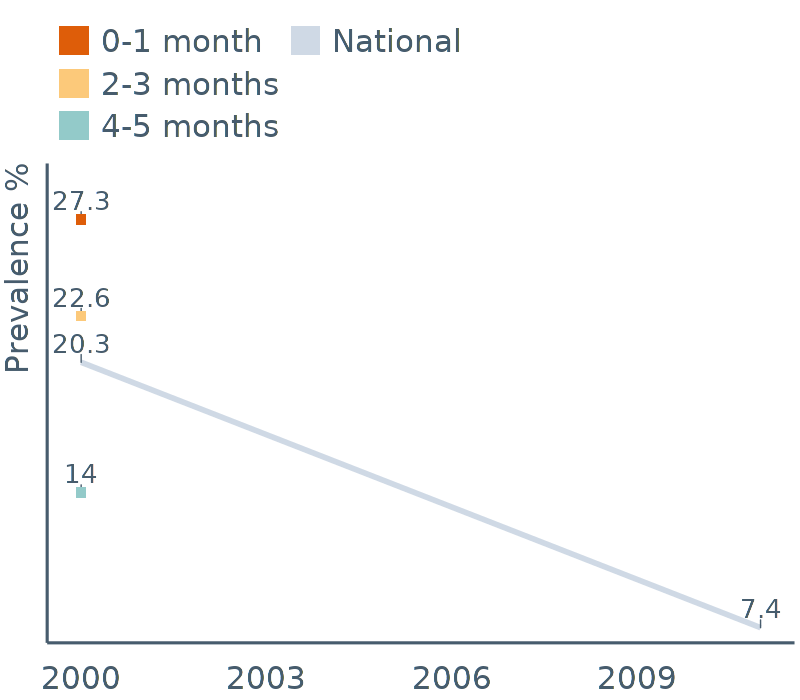 0-1 month
National
2-3 months
4-5 months
Prevalence %
27.3
22.6
20.3
14
7.4
2000 2003 2006 2009